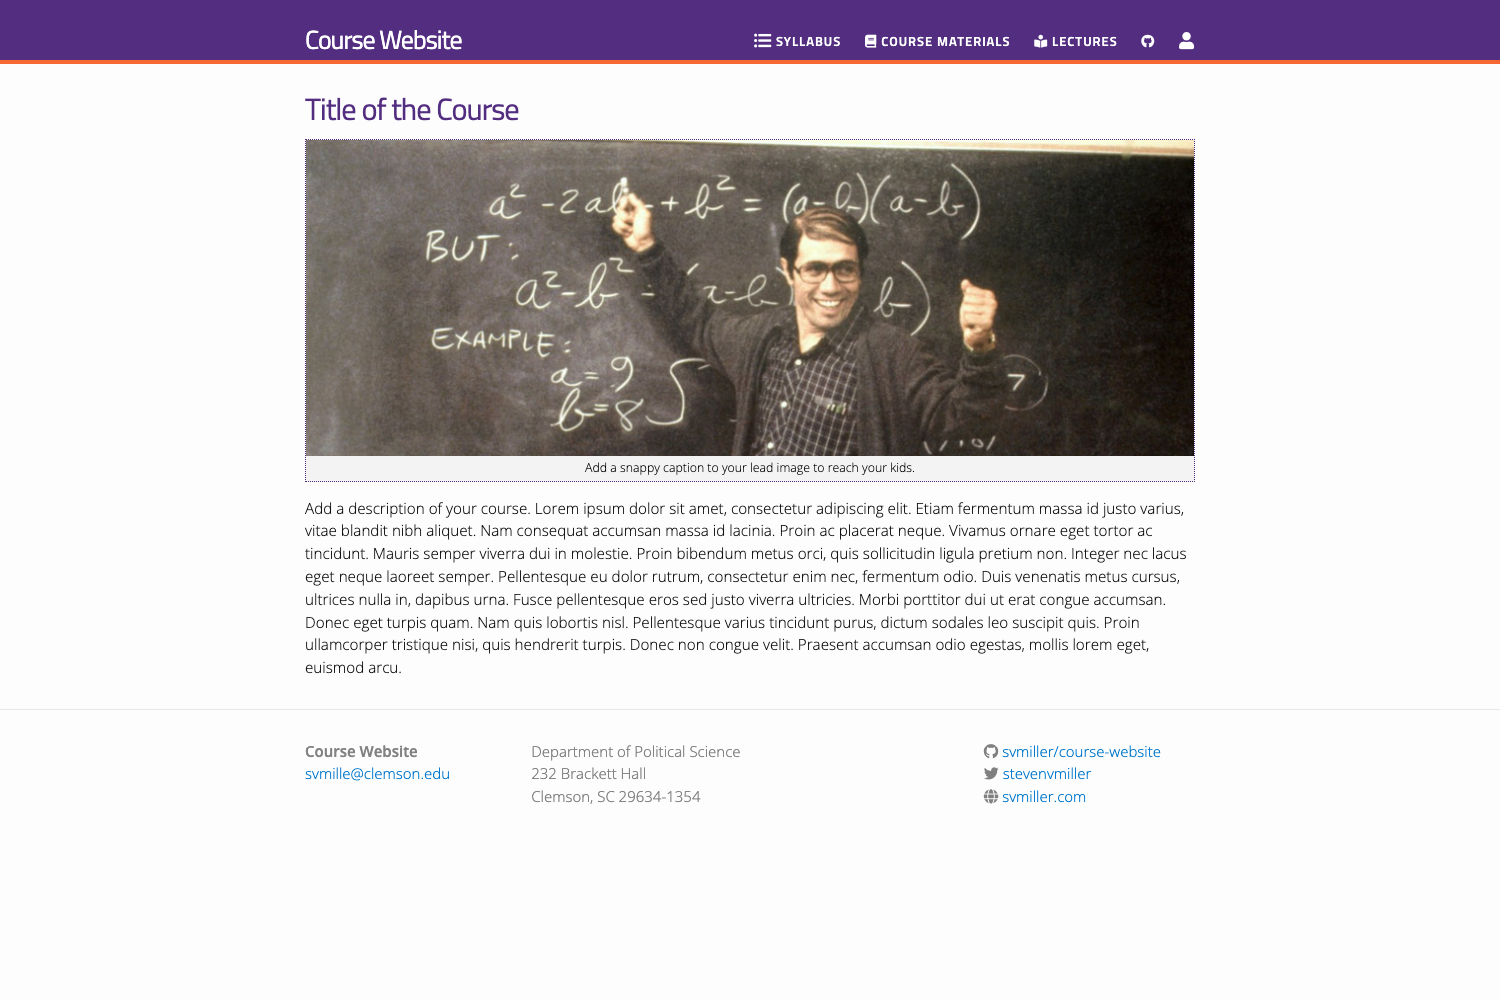 Course Website
SYLLABUS COURSE MATERIALS LECTURES
Title of the Course
a² - 2ab + b² = (a-b)(a-b)
BUT:
a²-b² = (a-b) b)
EXAMPLE:
a=9
b=8
7
Add a snappy caption to your lead image to reach your kids.
Add a description of your course. Lorem ipsum dolor sit amet, consectetur adipiscing elit. Etiam fermentum massa id justo varius,
vitae blandit nibh aliquet. Nam consequat accumsan massa id lacinia. Proin ac placerat neque. Vivamus ornare eget tortor ac
tincidunt. Mauris semper viverra dui in molestie. Proin bibendum metus orci, quis sollicitudin ligula pretium non. Integer nec lacus
eget neque laoreet semper. Pellentesque eu dolor rutrum, consectetur enim nec, fermentum odio. Duis venenatis metus cursus,
ultrices nulla in, dapibus urna. Fusce pellentesque eros sed justo viverra ultricies. Morbi porttitor dui ut erat congue accumsan.
Donec eget turpis quam. Nam quis lobortis nisl. Pellentesque varius tincidunt purus, dictum sodales leo suscipit quis. Proin
ullamcorper tristique nisi, quis hendrerit turpis. Donec non congue velit. Praesent accumsan odio egestas, mollis lorem eget,
euismod arcu.
Course Website
svmille@clemson.edu
Department of Political Science
232 Brackett Hall
Clemson, SC 29634-1354
svmiller/course-website
stevenvmiller
svmiller.com